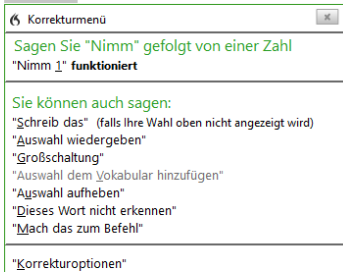 Korrekturmenü
Sagen Sie "Nimm" gefolgt von einer Zahl
"Nimm 1" funktioniert
Sie können auch sagen:
"Schreib das" (falls Ihre Wahl oben nicht angezeigt wird)
"Auswahl wiedergeben"
"Großschaltung"
"Auswahl dem Vokabular hinzufügen"
"Auswahl aufheben"
"Dieses Wort nicht erkennen"
"Mach das zum Befehl"
"Korrekturoptionen"